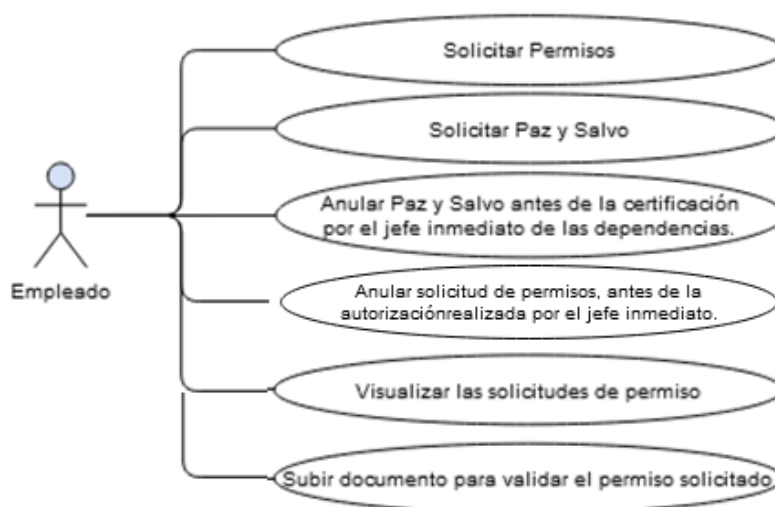 Solicitar Permisos
Solicitar Paz y Salvo
Anular Paz y Salvo antes de la certificación
por el jefe inmediato de las dependencias.
Empleado
Anular solicitud de permisos, antes de la
autorizaciónrealizada por el jefe inmediato.
Visualizar las solicitudes de permiso
Subir documento para validar el permiso solicitado